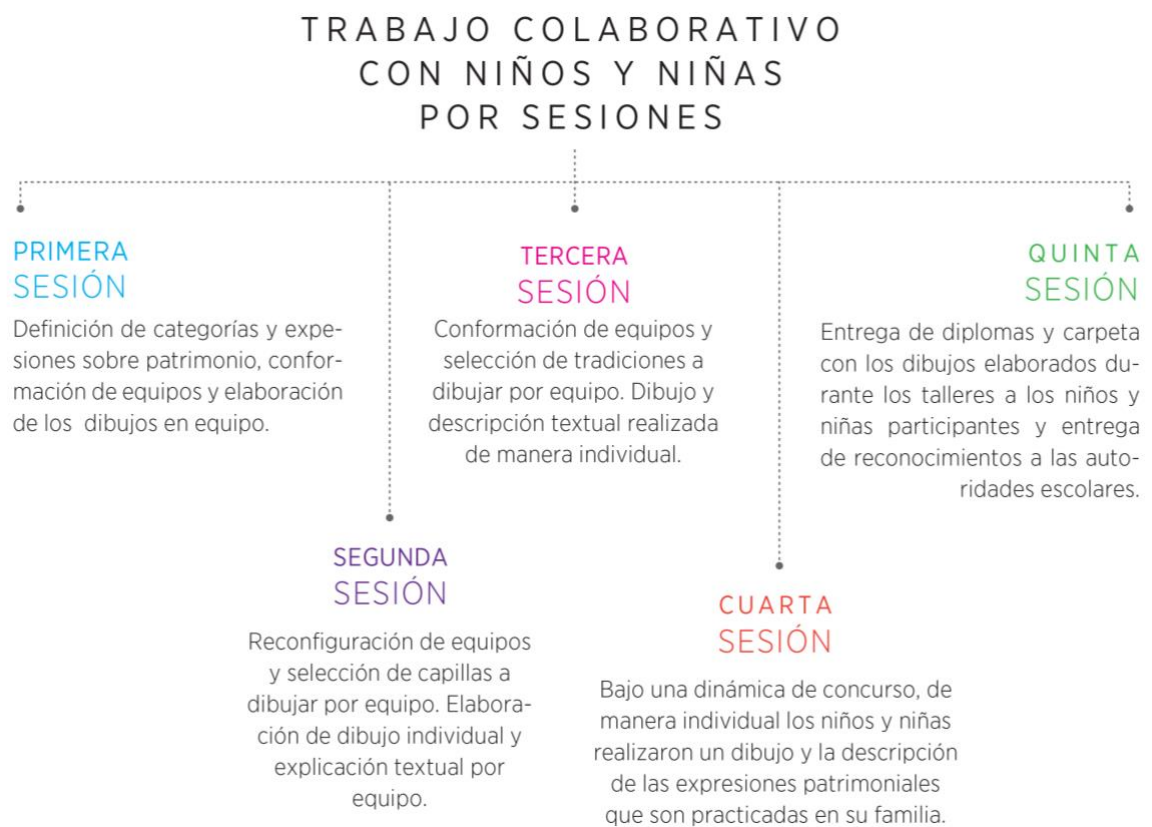 TRABAJO COLABORATIVO
CON NIÑOS Y NIÑAS
POR SESIONES
PRIMERA
SESIÓN
Definición de categorías y expe-
siones sobre patrimonio, confor-
mación de equipos y elaboración
de los dibujos en equipo.
SEGUNDA
SESIÓN
Reconfiguración de equipos
y selección de capillas a
dibujar por equipo. Elabora-
ción de dibujo individual y
explicación textual por
equipo.
TERCERA
SESIÓN
Conformación de equipos y
selección de tradiciones a
dibujar por equipo. Dibujo y
descripción textual realizada
de manera individual.
CUARTA
SESIÓN
Bajo una dinámica de concurso, de
manera individual los niños y niñas
realizaron un dibujo y la descripción
de las expresiones patrimoniales
que son practicadas en su familia.
QUINTA
SESIÓN
Entrega de diplomas y carpeta
con los dibujos elaborados du-
rante los talleres a los niños y
niñas participantes y entrega
de reconocimientos a las auto-
ridades escolares.